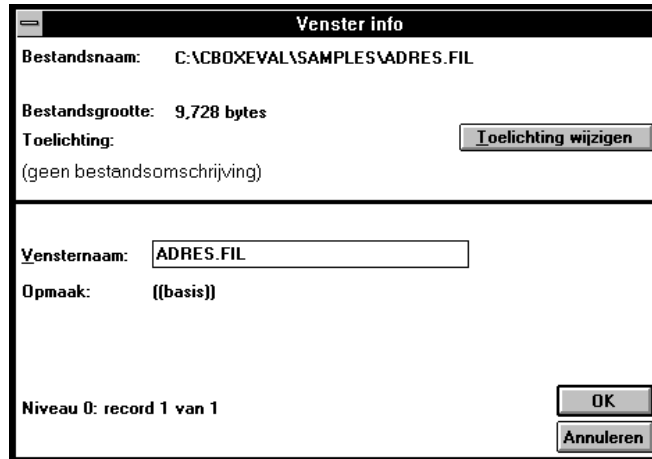 Venster info
Bestandsnaam: C:\CBOXEVAL\SAMPLES\ADRES.FIL
Bestandsgrootte: 9,728 bytes
Toelichting:
Toelichting wijzigen
(geen bestandsomschrijving)
Vensternaam: ADRES.FIL
Opmaak: ((basis))
Niveau 0: record 1 van 1
OK
Annuleren